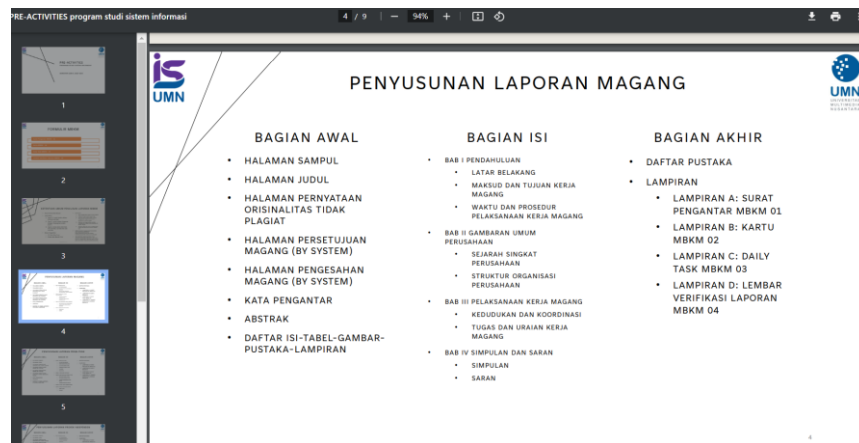 PRE-ACTIVITIES program studi sistem informasi
4 / 9
94%
1
2
3
4
5
is
UMN
UMN
UNIVERSITAS
MULTIMEDIA
NUSANTARA
PENYUSUNAN LAPORAN MAGANG
BAGIAN AWAL
• HALAMAN SAMPUL
• HALAMAN JUDUL
• HALAMAN PERNYATAAN
ORISINALITAS TIDAK
PLAGIAT
• HALAMAN PERSETUJUAN
MAGANG (BY SYSTEM)
• HALAMAN PENGESAHAN
MAGANG (BY SYSTEM)
• KATA PENGANTAR
• ABSTRAK
• DAFTAR ISI-TABEL-GAMBAR-
PUSTAKA-LAMPIRAN
BAGIAN ISI
• BAB I PENDAHULUAN
• LATAR BELAKANG
• MAKSUD DAN TUJUAN KERJA
MAGANG
• WAKTU DAN PROSEDUR
PELAKSANAAN KERJA MAGANG
• BAB II GAMBARAN UMUM
PERUSAHAAN
• SEJARAH SINGKAT
PERUSAHAAN
• STRUKTUR ORGANISASI
PERUSAHAAN
• BAB III PELAKSANAAN KERJA MAGANG
• KEDUDUKAN DAN KOORDINASI
• TUGAS DAN URAIAN KERJA
MAGANG
• BAB IV SIMPULAN DAN SARAN
• SIMPULAN
• SARAN
BAGIAN AKHIR
• DAFTAR PUSTAKA
• LAMPIRAN
• LAMPIRAN A: SURAT
PENGANTAR MBKM 01
• LAMPIRAN B: KARTU
MBKM 02
• LAMPIRAN C: DAILY
TASK MBKM 03
• LAMPIRAN D: LEMBAR
VERIFIKASI LAPORAN
MBKM 04
4